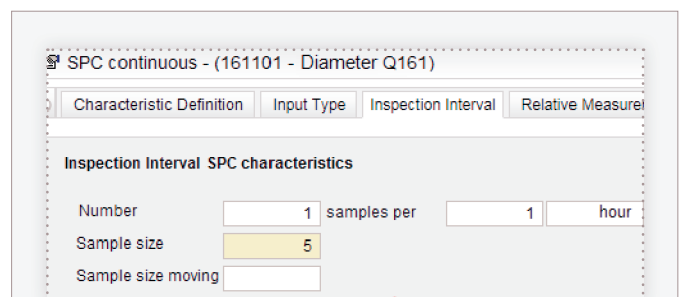 SPC continuous - (161101 - Diameter Q161)
Characteristic Definition Input Type Inspection Interval Relative
Inspection Interval SPC characteristics
Number 1 samples per 1 hour
Sample size 5
Sample size moving